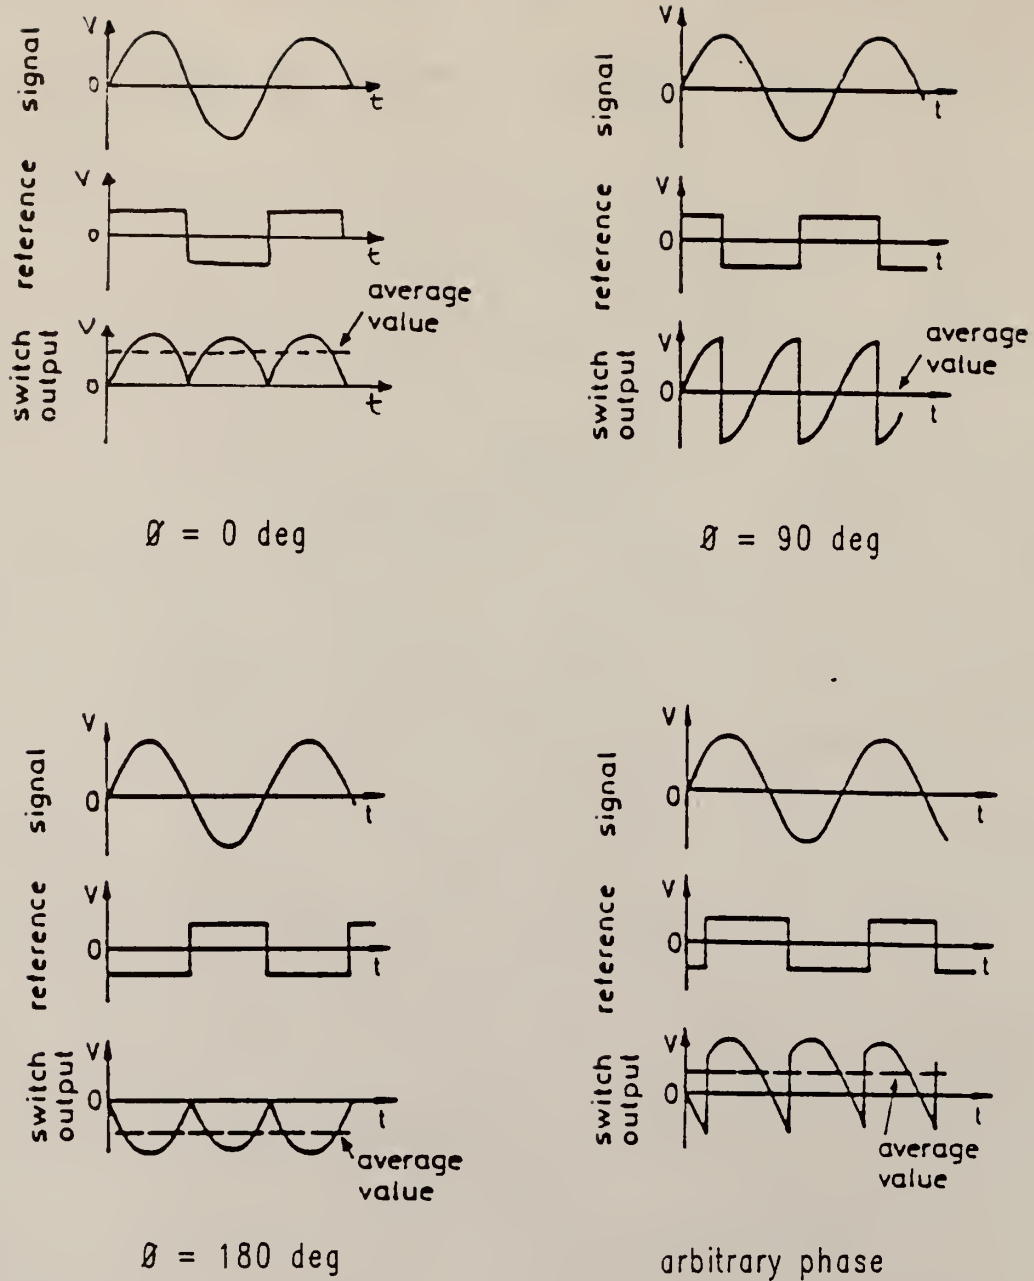 signal
V
0
t
reference
V
0
t
average
value
switch
output
V
0
t
Ø = 0 deg
signal
V
0
t
reference
V
0
t
average
value
switch
output
V
0
t
Ø = 90 deg
signal
V
0
t
reference
V
0
t
switch
output
V
0
t
average
value
Ø = 180 deg
signal
V
0
t
reference
V
0
t
switch
output
V
0
t
average
value
arbitrary phase